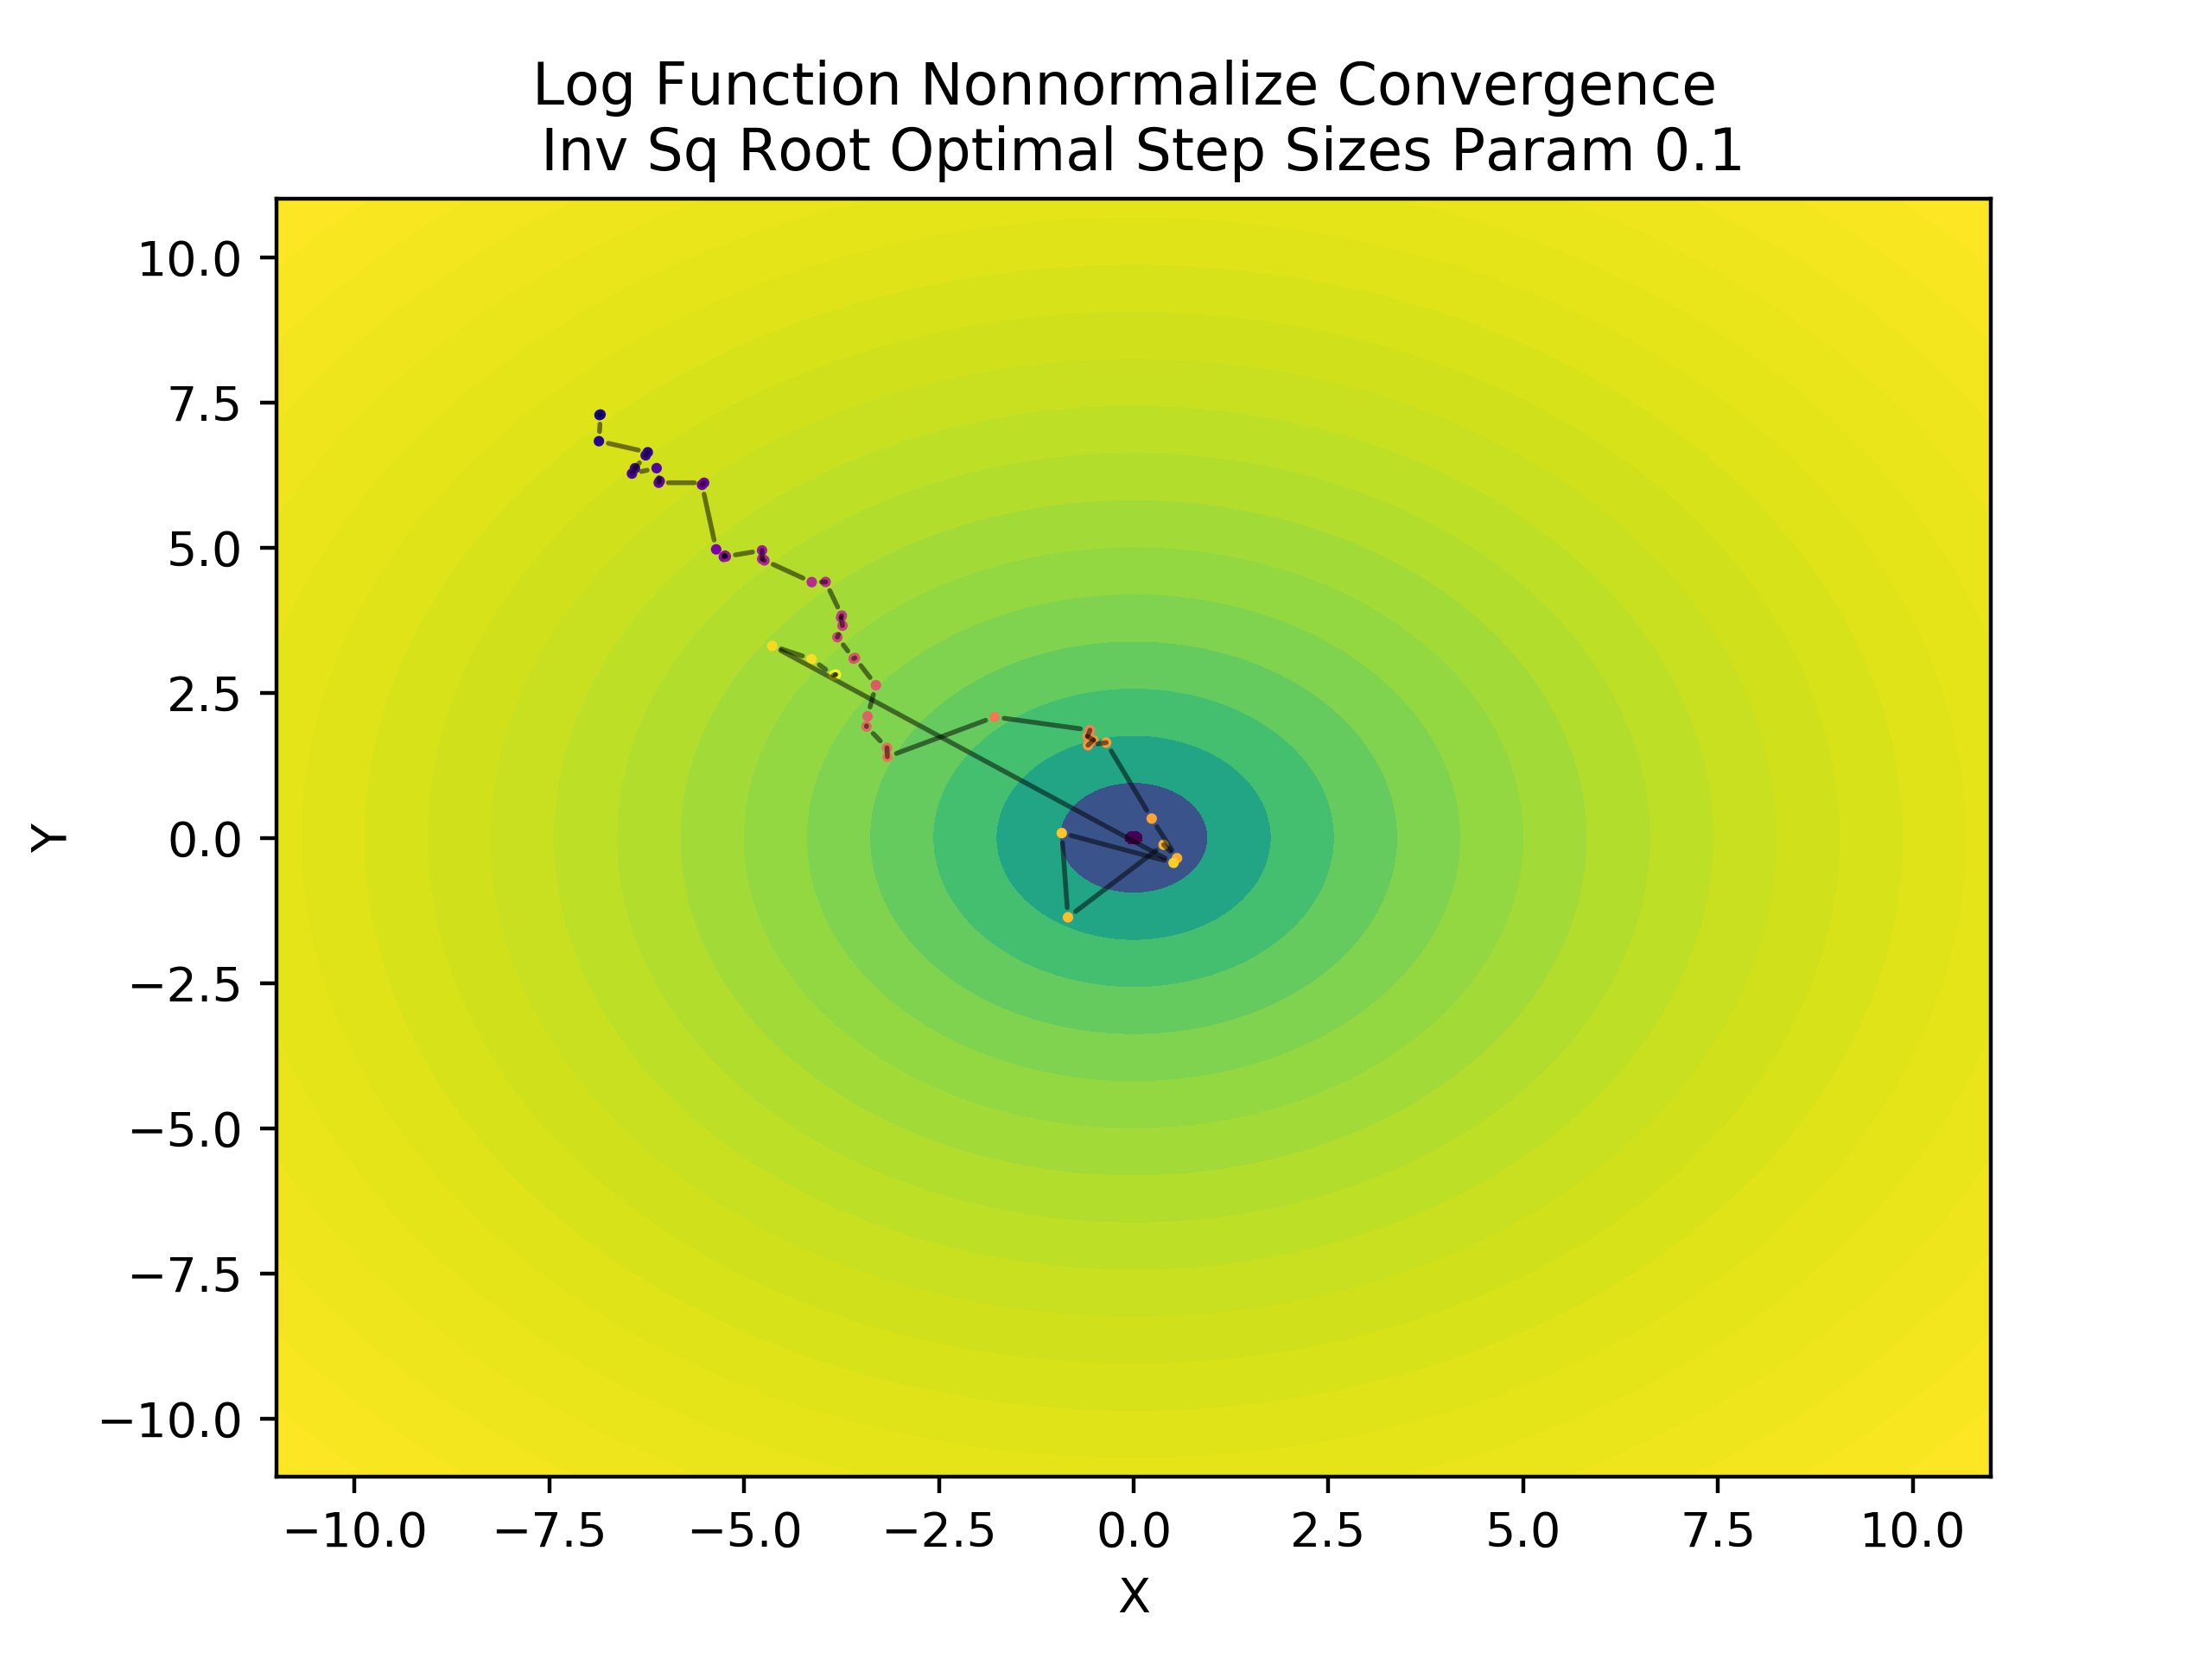 Log Function Nonnormalize Convergence
Inv Sq Root Optimal Step Sizes Param 0.1
10.0
7.5
5.0
2.5
0.0
−2.5
−5.0
−7.5
−10.0
Y
−10.0 −7.5 −5.0 −2.5 0.0 2.5 5.0 7.5 10.0
X